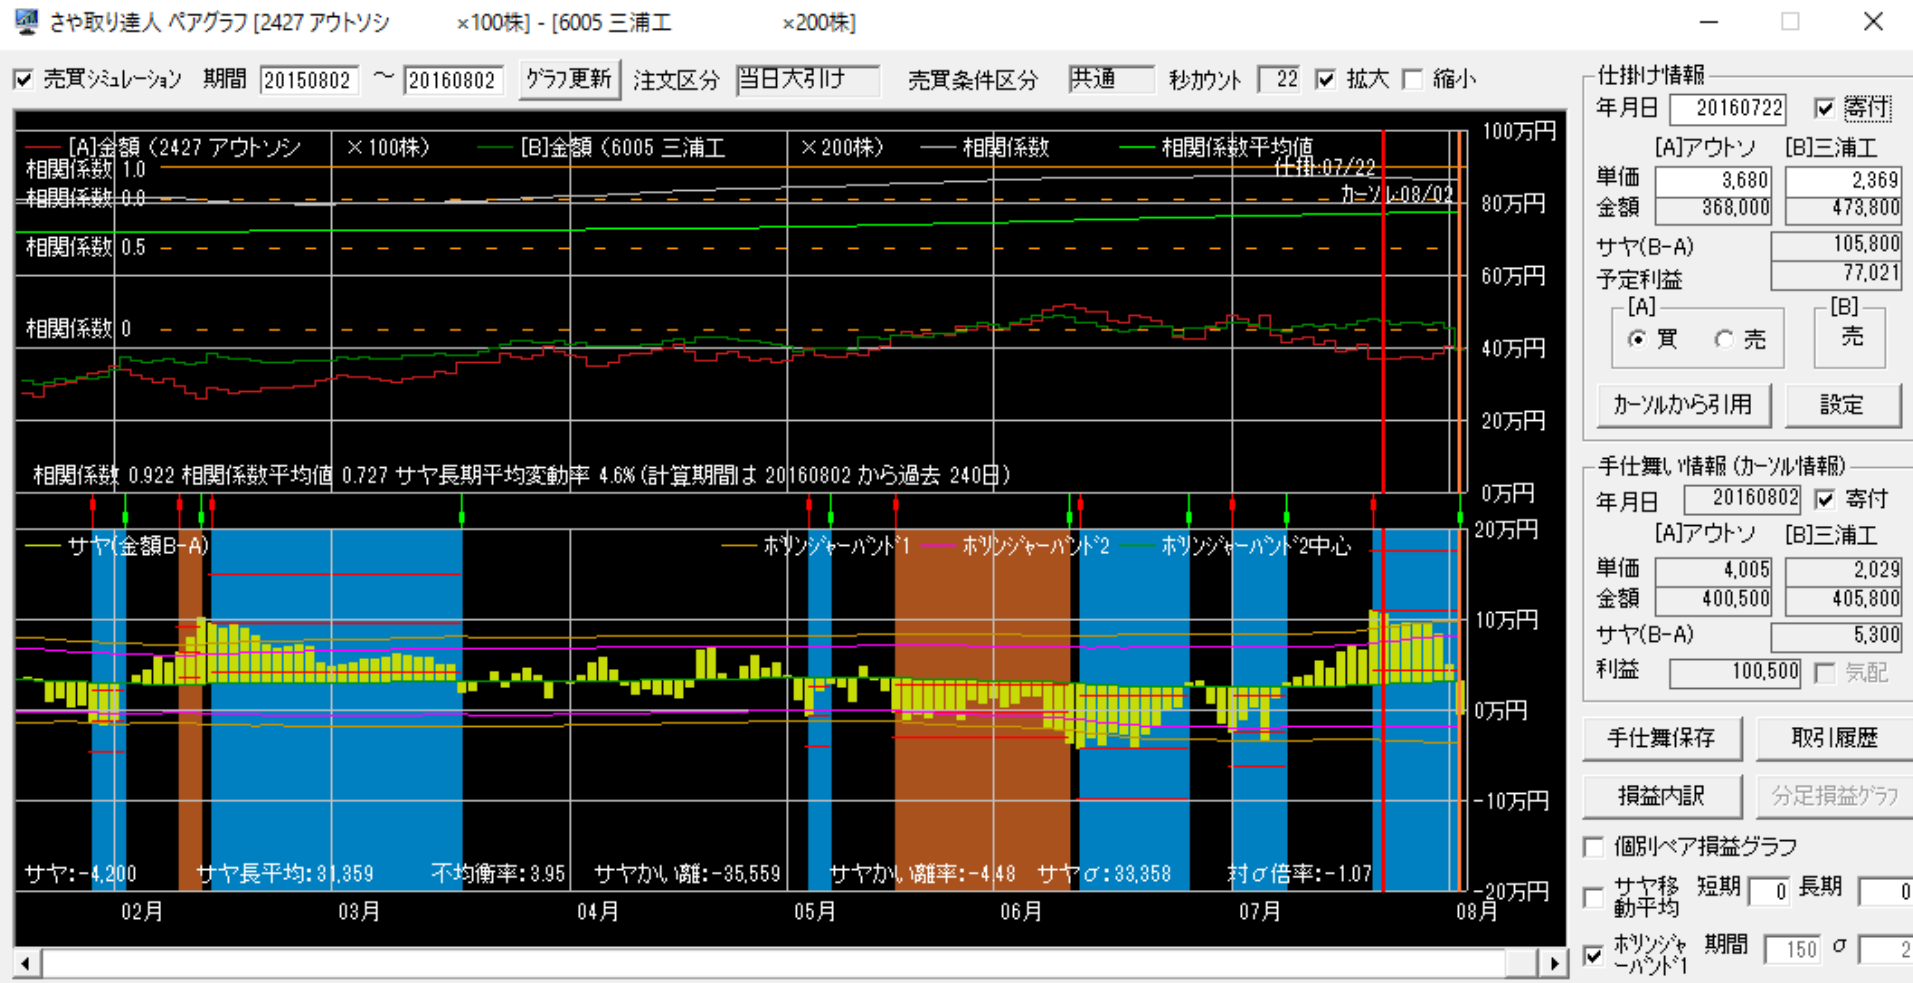 さや取り達人 ペアグラフ [2427 アウトソシ ×100株] - [6005 三浦工 ×200株]
売買シミュレーション 期間 20150802 ～ 20160802 グラフ更新 注文区分 当日大引け 売買条件区分 共通 秒カウント 22 拡大 縮小
[A]金額（2427 アウトソシ ×100株） [B]金額（6005 三浦工 ×200株） 相関係数 相関係数平均値
相関係数 1.0
仕掛:07/22
相関係数 0.8
カーソル:08/02
相関係数 0.5
相関係数 0
100万円
80万円
60万円
40万円
20万円
0万円
相関係数 0.922 相関係数平均値 0.727 サヤ長期平均変動率 4.6%（計算期間は 20160802 から過去 240日）
サヤ(金額B-A) ボリンジャーバンド1 ボリンジャーバンド2 ボリンジャーバンド2中心
20万円
10万円
0万円
-10万円
-20万円
サヤ:-4,200 サヤ長平均:31,359 不均衡率:3.95 サヤかい離:-35,559 サヤかい離率:-4.48 サヤσ:33,358 対σ倍率:-1.07
02月 03月 04月 05月 06月 07月 08月
仕掛け情報
年月日 20160722 寄付
[A]アウトソ [B]三浦工
単価 3,680 2,369
金額 368,000 473,800
サヤ(B-A) 105,800
予定利益 77,021
[A] [B]
買 売 売
カーソルから引用 設定
手仕舞い情報（カーソル情報）
年月日 20160802 寄付
[A]アウトソ [B]三浦工
単価 4,005 2,029
金額 400,500 405,800
サヤ(B-A) 5,300
利益 100,500 気配
手仕舞保存 取引履歴
損益内訳 分足損益グラフ
個別ペア損益グラフ
サヤ移動平均 短期 0 長期 0
ボリンジャーバンド1 期間 150 σ 2